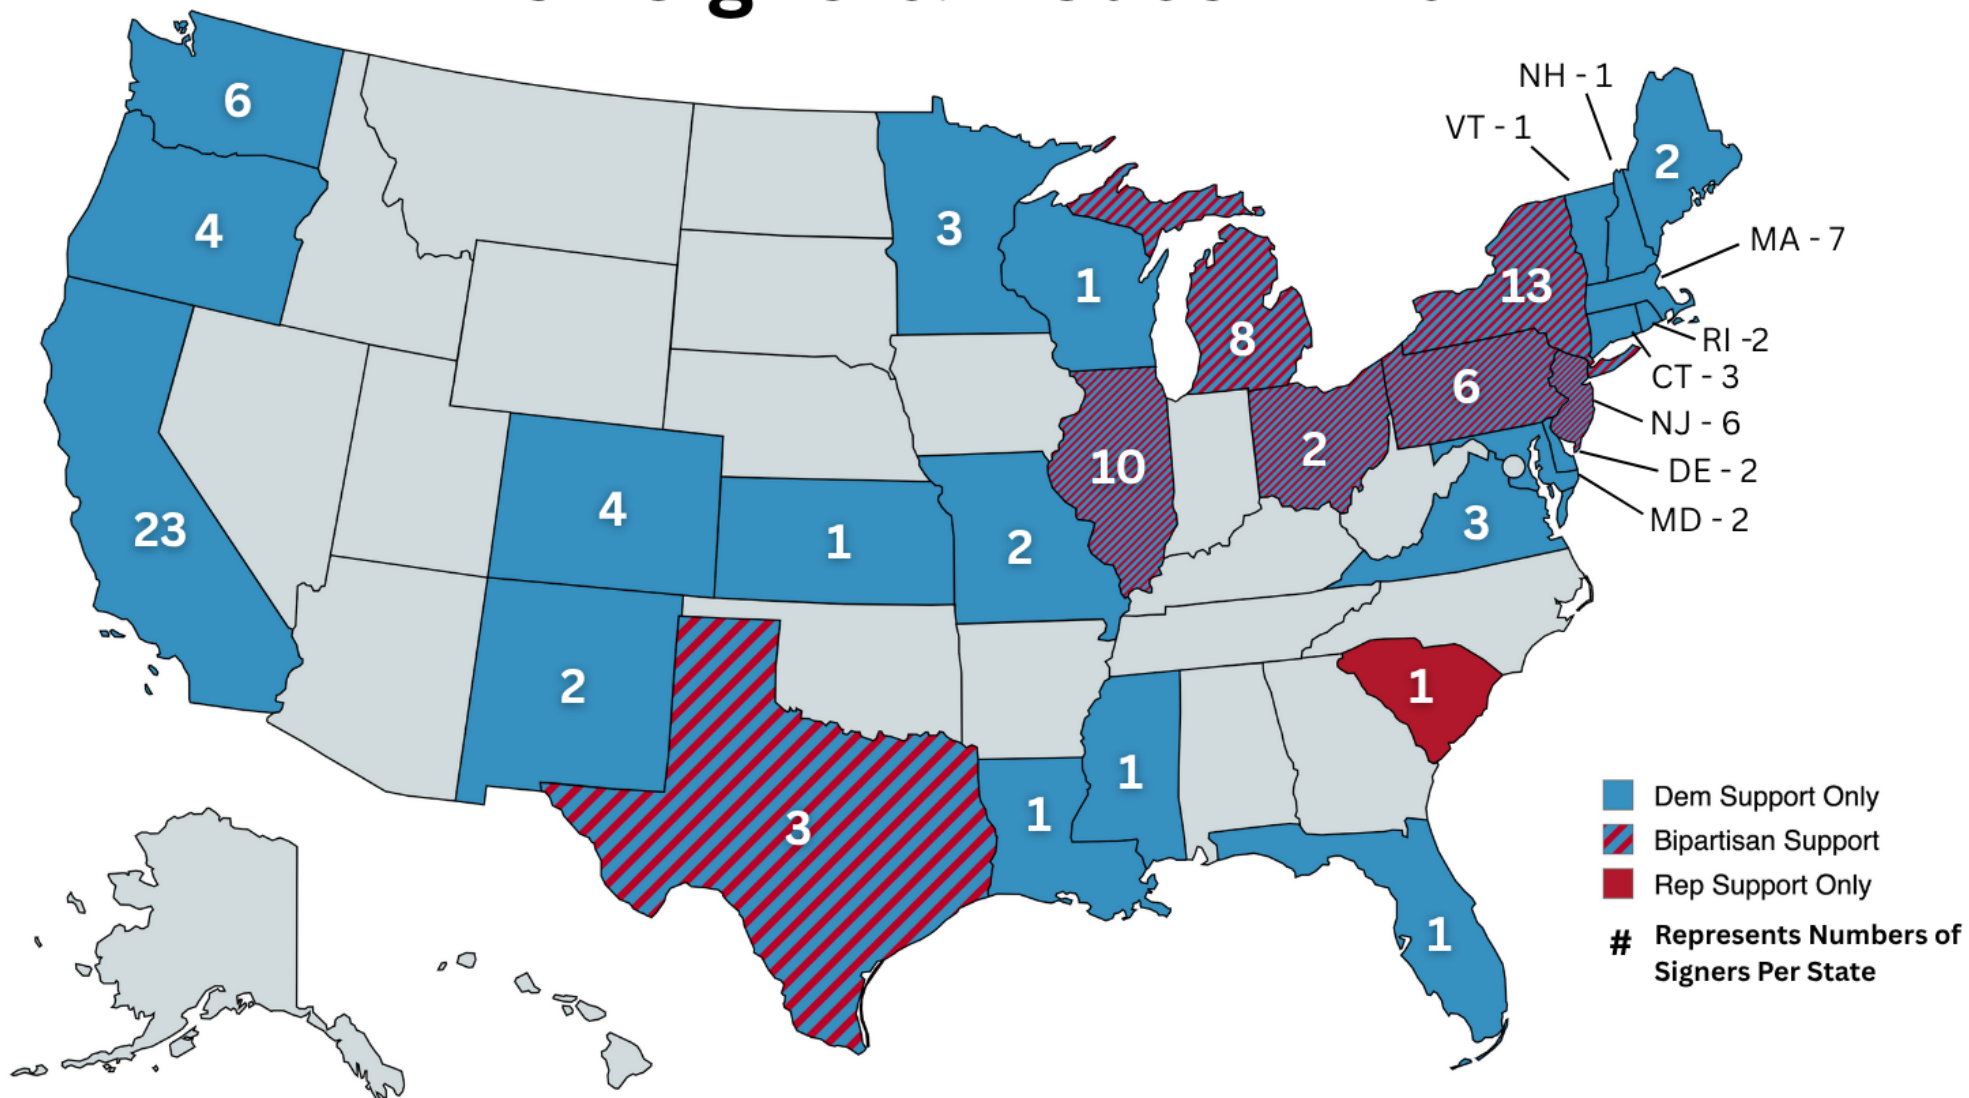 NH - 1
VT - 1
6
2
4
3
MA - 7
1
13
8
RI -2
CT - 3
6
NJ - 6
2
10
DE - 2
4
MD - 2
3
23
1
2
2
1
1
1
3
Dem Support Only
Bipartisan Support
Rep Support Only
1
# Represents Numbers of
Signers Per State